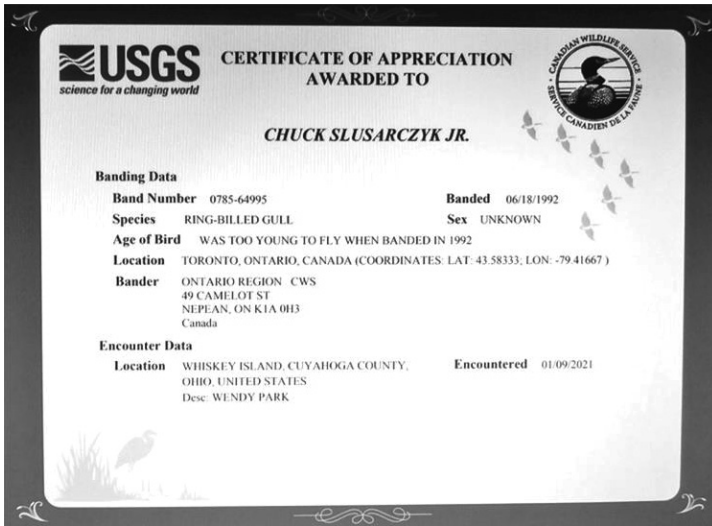 USGS
science for a changing world
CERTIFICATE OF APPRECIATION
AWARDED TO
CANADIAN WILDLIFE SERVICE
SERVICE CANADIEN DE LA FAUNE
CHUCK SLUSARCZYK JR.
Banding Data
Band Number 0785-64995 Banded 06/18/1992
Species RING-BILLED GULL Sex UNKNOWN
Age of Bird WAS TOO YOUNG TO FLY WHEN BANDED IN 1992
Location TORONTO, ONTARIO, CANADA (COORDINATES: LAT: 43.58333; LON: -79.41667 )
Bander ONTARIO REGION CWS
49 CAMELOT ST
NEPEAN, ON K1A 0H3
Canada
Encounter Data
Location WHISKEY ISLAND, CUYAHOGA COUNTY, Encountered 01/09/2021
OHIO, UNITED STATES
Desc: WENDY PARK